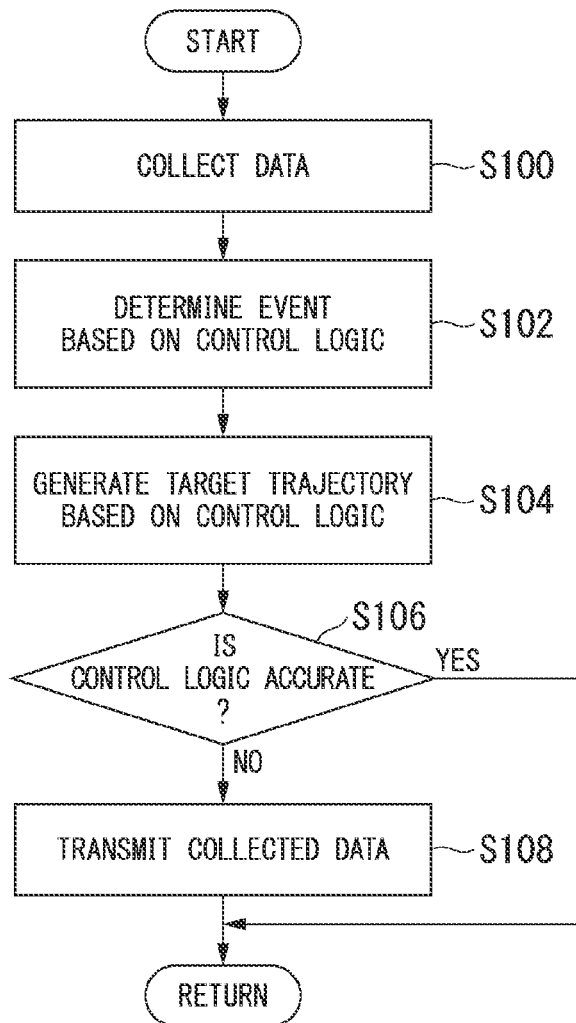 START
COLLECT DATA
S100
DETERMINE EVENT
BASED ON CONTROL LOGIC
S102
GENERATE TARGET TRAJECTORY
BASED ON CONTROL LOGIC
S104
S106
IS
CONTROL LOGIC ACCURATE
?
YES
NO
TRANSMIT COLLECTED DATA
S108
RETURN